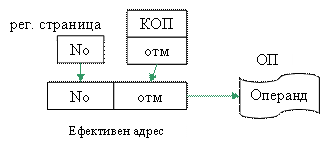 рег. страница
КОП
No
отм
ОП
No
отм
Операнд
Ефективен адрес